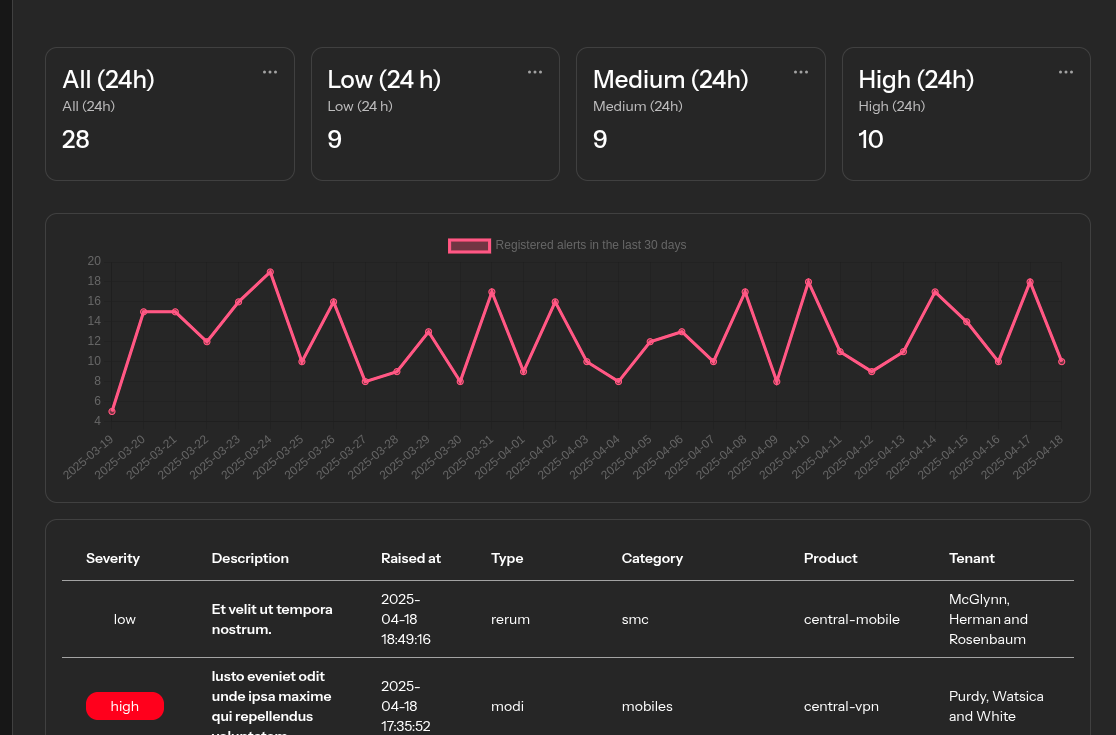 All (24h)
All (24h)
28
Low (24 h)
Low (24 h)
9
Medium (24h)
Medium (24h)
9
High (24h)
High (24h)
10
Registered alerts in the last 30 days
20
18
16
14
12
10
8
6
4
2025-03-19
2025-03-20
2025-03-21
2025-03-22
2025-03-23
2025-03-24
2025-03-25
2025-03-26
2025-03-27
2025-03-28
2025-03-29
2025-03-30
2025-03-31
2025-04-01
2025-04-02
2025-04-03
2025-04-04
2025-04-05
2025-04-06
2025-04-07
2025-04-08
2025-04-09
2025-04-10
2025-04-11
2025-04-12
2025-04-13
2025-04-14
2025-04-15
2025-04-16
2025-04-17
2025-04-18
Severity Description Raised at Type Category Product Tenant
low
Et velit ut tempora
nostrum.
2025-
04-18
18:49:16
rerum
smc
central-mobile
McGlynn,
Herman and
Rosenbaum
high
Iusto eveniet odit
unde ipsa maxime
qui repellendus
2025-
04-18
17:35:52
modi
mobiles
central-vpn
Purdy, Watsica
and White